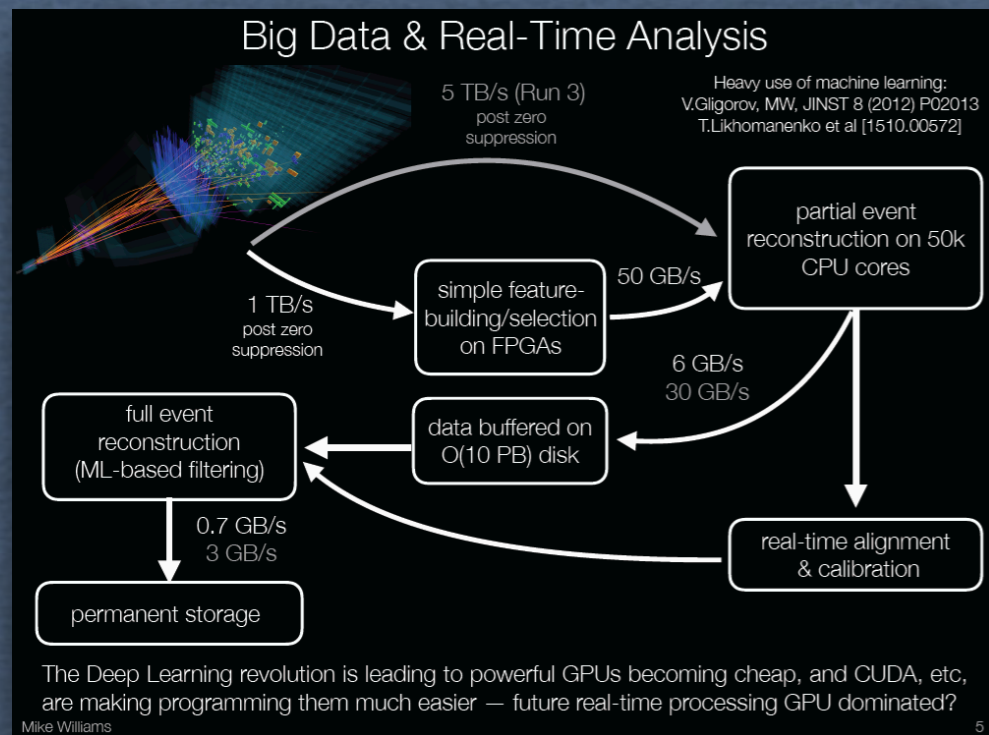 Big Data & Real-Time Analysis
5 TB/s (Run 3)
post zero
suppression
Heavy use of machine learning:
V.Gligorov, MW, JINST 8 (2012) P02013
T.Likhomanenko et al [1510.00572]
partial event
reconstruction on 50k
CPU cores
1 TB/s
post zero
suppression
simple feature-
building/selection
on FPGAs
50 GB/s
6 GB/s
30 GB/s
full event
reconstruction
(ML-based filtering)
data buffered on
O(10 PB) disk
0.7 GB/s
3 GB/s
real-time alignment
& calibration
permanent storage
The Deep Learning revolution is leading to powerful GPUs becoming cheap, and CUDA, etc,
are making programming them much easier — future real-time processing GPU dominated?
Mike Williams
5